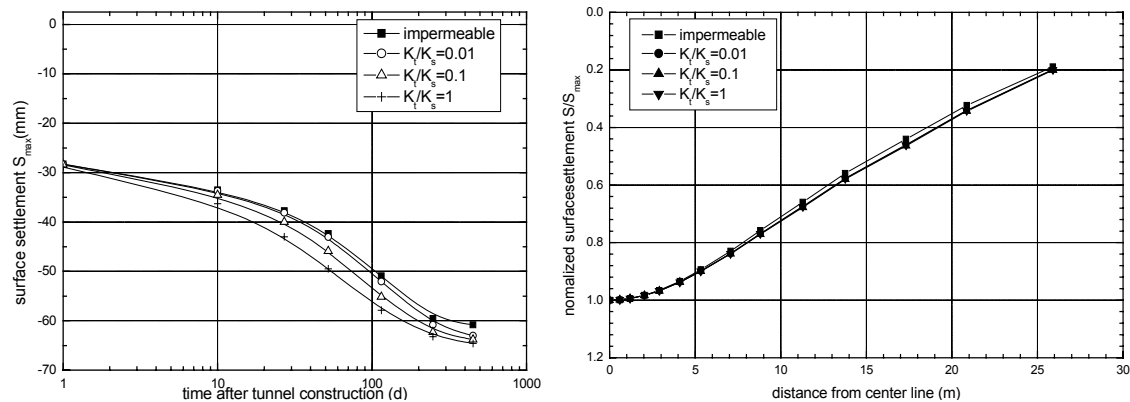 0
-10
-20
-30
-40
-50
-60
-70
surface settlement S_max(mm)
impermeable
K_t/K_s=0.01
K_t/K_s=0.1
K_t/K_s=1
1
10
100
1000
time after tunnel construction (d)
0.0
0.2
0.4
0.6
0.8
1.0
1.2
nomalized surfacesettlement S/S_max
impermeable
K_t/K_s=0.01
K_t/K_s=0.1
K_t/K_s=1
0
5
10
15
20
25
30
distance from center line (m)